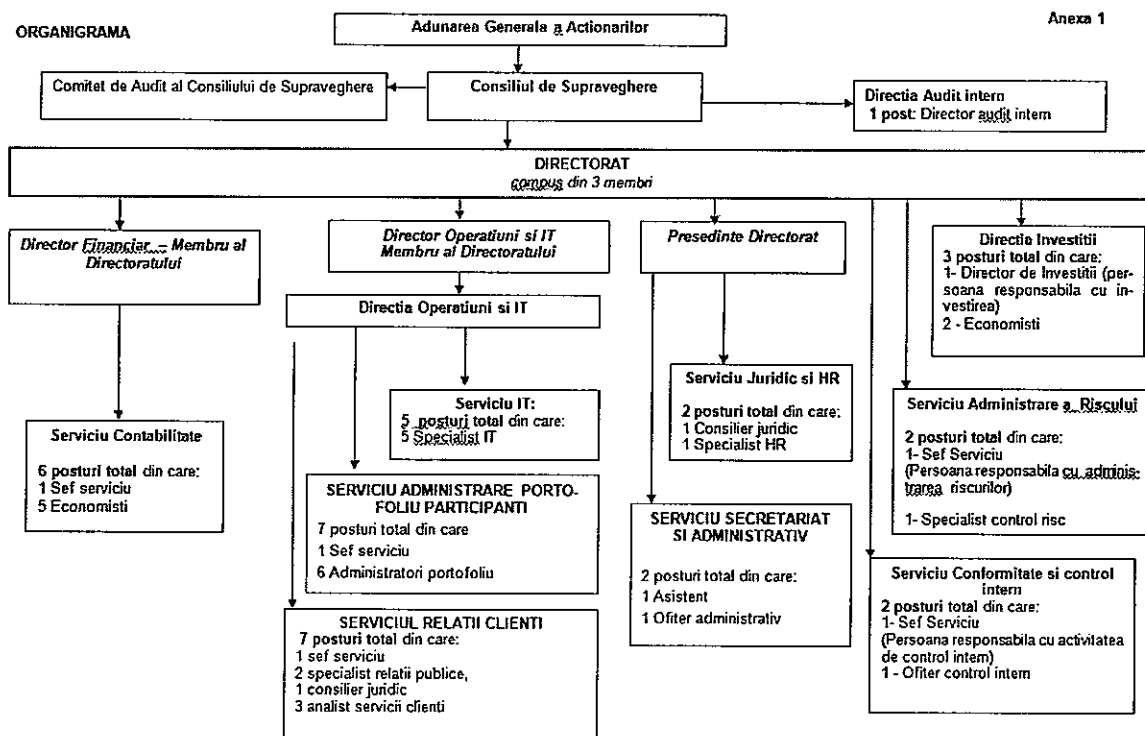 ORGANIGRAMA
Anexa 1
Adunarea Generala a Actionarilor
Comitet de Audit al Consiliului de Supraveghere
Consiliul de Supraveghere
Directia Audit intern
1 post: Director audit intern
DIRECTORAT
compus din 3 membri
Director Financiar – Membru al
Directoratului
Director Operatiuni si IT
Membru al Directoratului
Presedinte Directorat
Directia Investitii
3 posturi total din care:
1- Director de Investitii (per-
soana responsabila cu in-
vestirea)
2 - Economisti
Directia Operatiuni si IT
Serviciu Contabilitate
6 posturi total din care:
1 Sef serviciu
5 Economisti
Serviciu IT:
5 posturi total din care:
5 Specialist IT
Serviciu Juridic si HR
2 posturi total din care:
1 Consilier juridic
1 Specialist HR
Serviciu Administrare a Riscului
2 posturi total din care:
1- Sef Serviciu
(Persoana responsabila cu adminis-
trarea riscurilor)
1- Specialist control risc
SERVICIU ADMINISTRARE PORTO-
FOLIU PARTICIPANTI
7 posturi total din care
1 Sef serviciu
6 Administratori portofoliu
SERVICIU SECRETARIAT
SI ADMINISTRATIV
2 posturi total din care:
1 Asistent
1 Ofiter administrativ
Serviciu Conformitate si control
intern
2 posturi total din care:
1- Sef Serviciu
(Persoana responsabila cu activitatea
de control intern)
1 - Ofiter control intern
SERVICIUL RELATII CLIENTI
7 posturi total din care:
1 sef serviciu
2 specialist relatii publice,
1 consilier juridic
3 analist servicii clienti